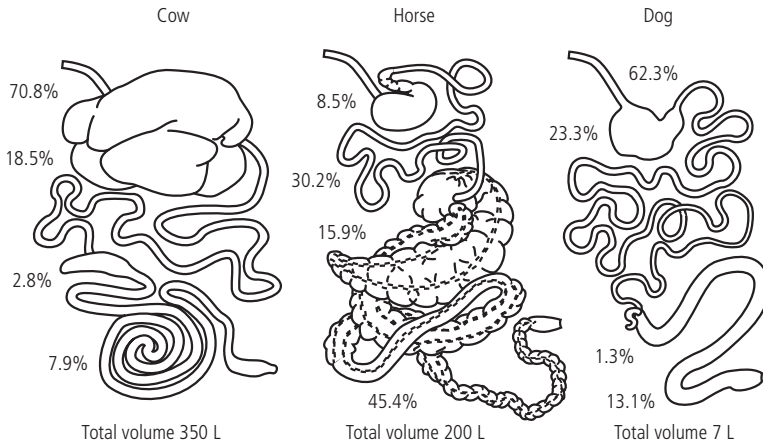 Cow
70.8%
18.5%
2.8%
7.9%
Total volume 350 L
Horse
8.5%
30.2%
15.9%
45.4%
Total volume 200 L
Dog
62.3%
23.3%
1.3%
13.1%
Total volume 7 L